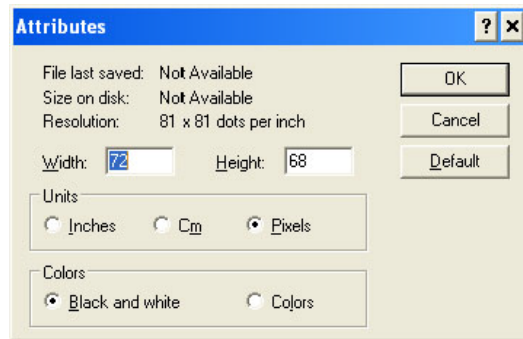 Attributes
File last saved: Not Available
Size on disk: Not Available
Resolution: 81 x 81 dots per inch
Width: 72 Height: 68
Units
Inches Cm Pixels
Colors
Black and white Colors
? ×
OK
Cancel
Default